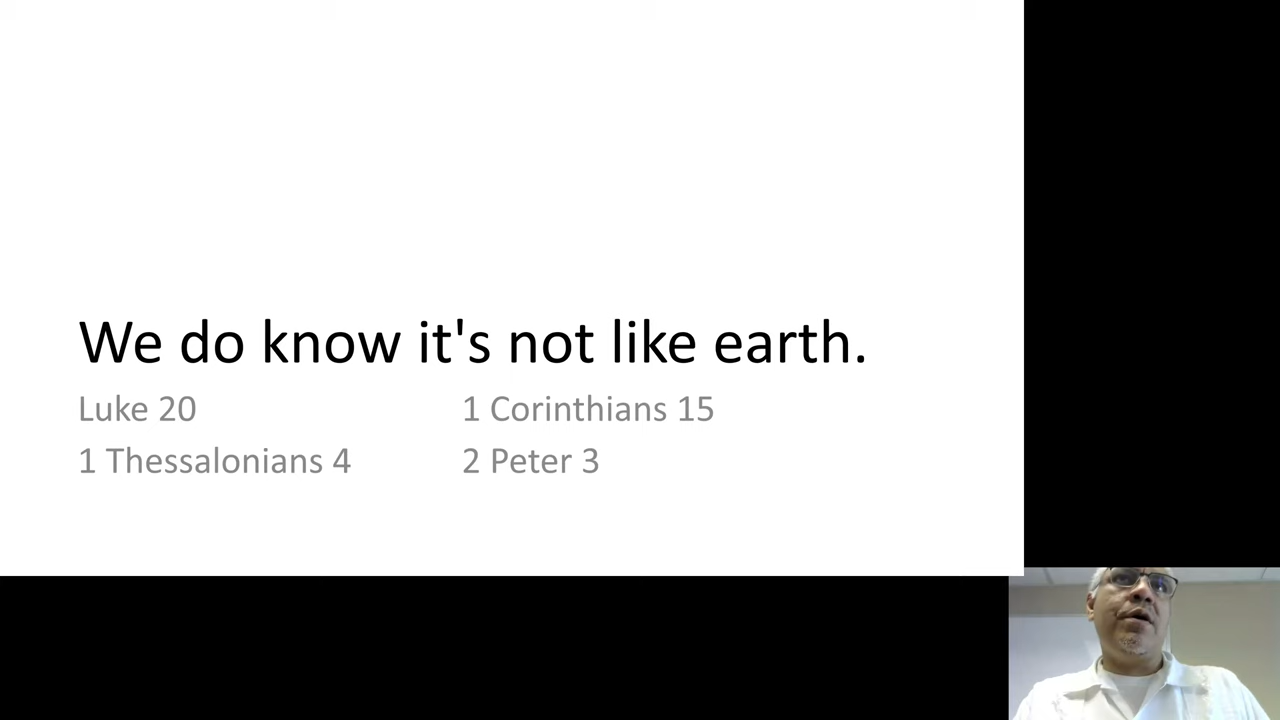 We do know it's not like earth.
Luke 20 1 Corinthians 15
1 Thessalonians 4 2 Peter 3